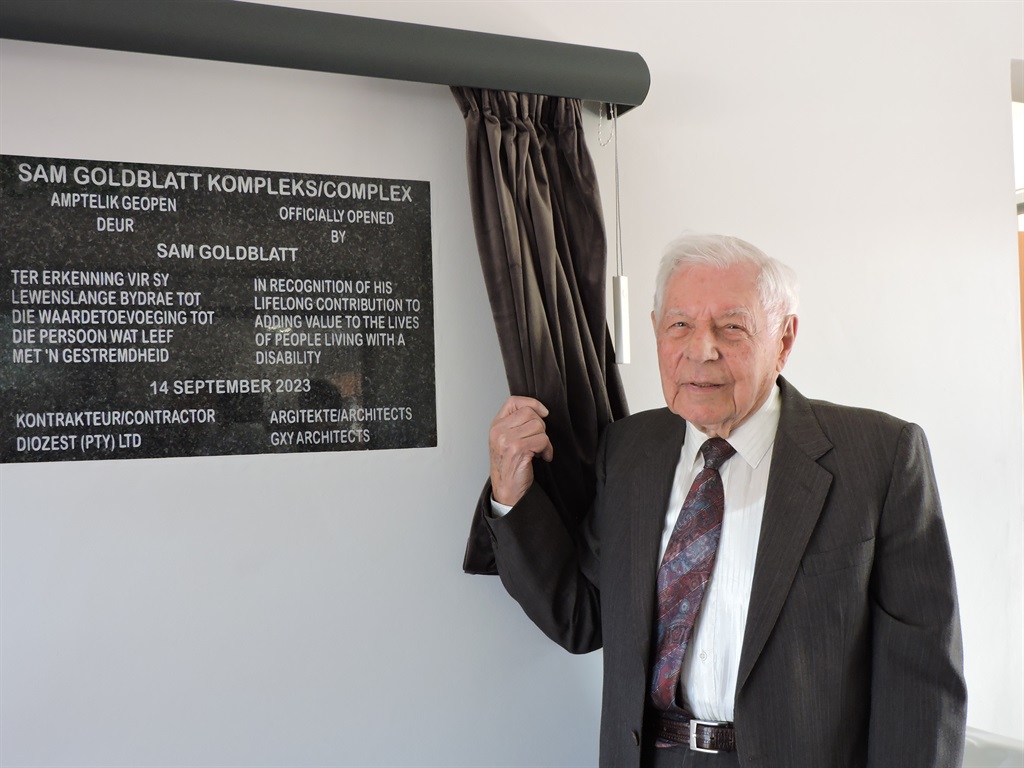 SAM GOLDBLATT KOMPLEKS/COMPLEX
AMPTELIK GEOPEN
DEUR
OFFICIALLY OPENED
BY
SAM GOLDBLATT
TER ERKENNING VIR SY
LEWENSLANGE BYDRAE TOT
DIE WAARDETOEVOEGING TOT
DIE PERSOON WAT LEEF
MET 'N GESTREMDHEID
IN RECOGNITION OF HIS
LIFELONG CONTRIBUTION TO
ADDING VALUE TO THE LIVES
OF PEOPLE LIVING WITH A
DISABILITY
14 SEPTEMBER 2023
KONTRAKTEUR/CONTRACTOR
DIOZEST (PTY) LTD
ARGITEKTE/ARCHITECTS
GXY ARCHITECTS